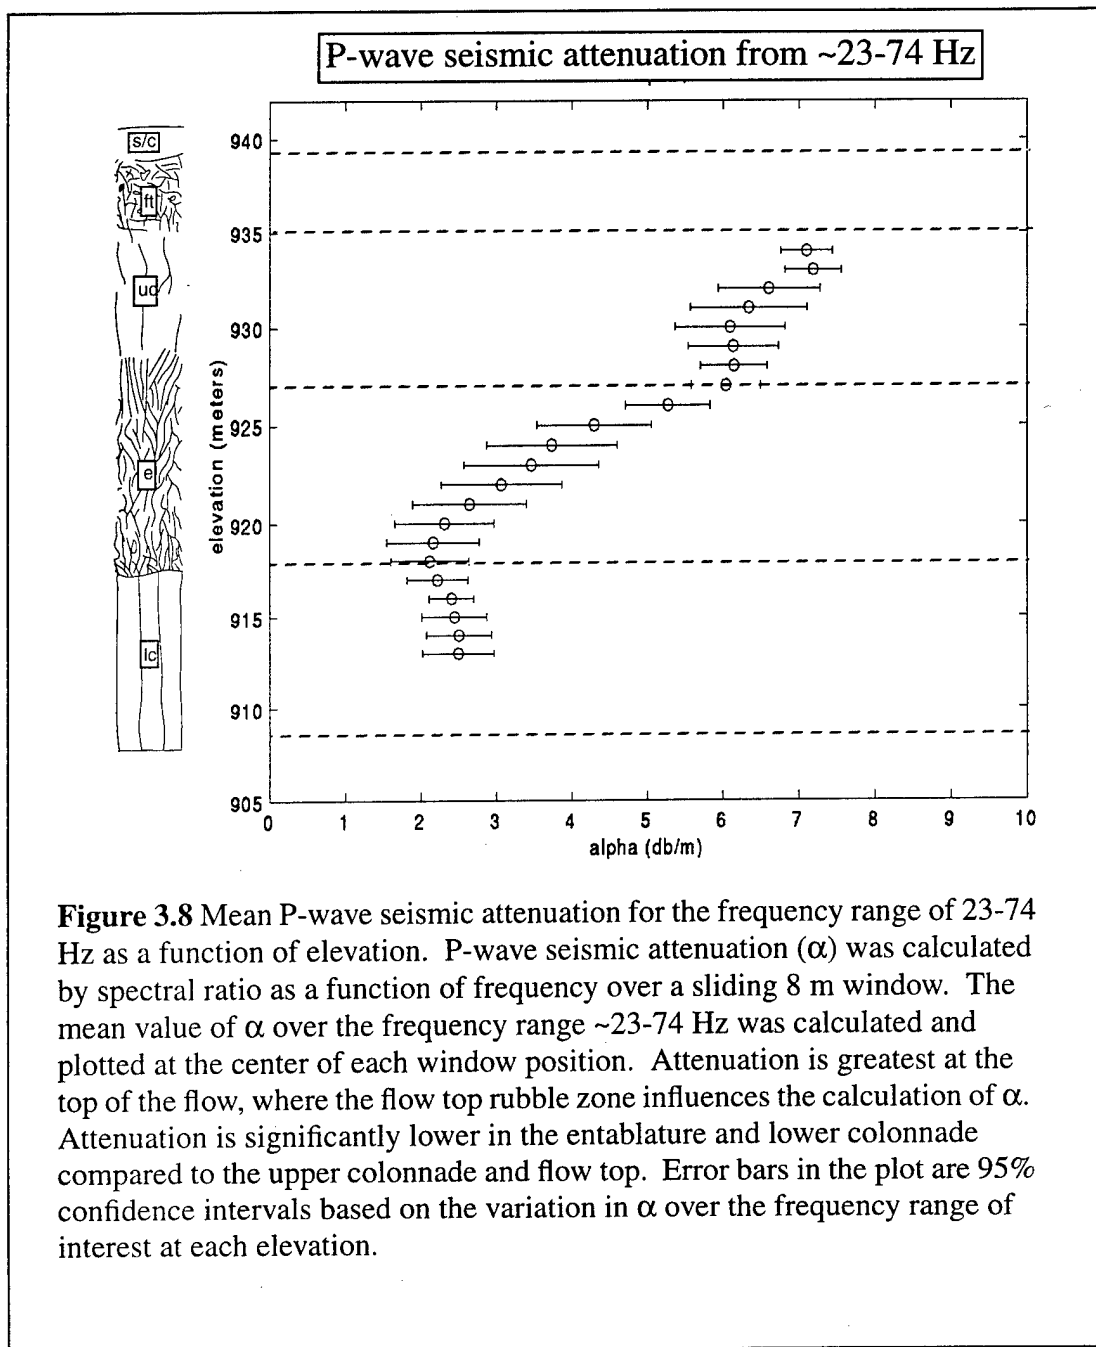 P-wave seismic attenuation from ~23-74 Hz
s/c
ft
uc
e
lc
elevation (meters)
940
935
930
925
920
915
910
905
0 1 2 3 4 5 6 7 8 9 10
alpha (db/m)
Figure 3.8 Mean P-wave seismic attenuation for the frequency range of 23-74
Hz as a function of elevation. P-wave seismic attenuation (α) was calculated
by spectral ratio as a function of frequency over a sliding 8 m window. The
mean value of α over the frequency range ~23-74 Hz was calculated and
plotted at the center of each window position. Attenuation is greatest at the
top of the flow, where the flow top rubble zone influences the calculation of α.
Attenuation is significantly lower in the entablature and lower colonnade
compared to the upper colonnade and flow top. Error bars in the plot are 95%
confidence intervals based on the variation in α over the frequency range of
interest at each elevation.